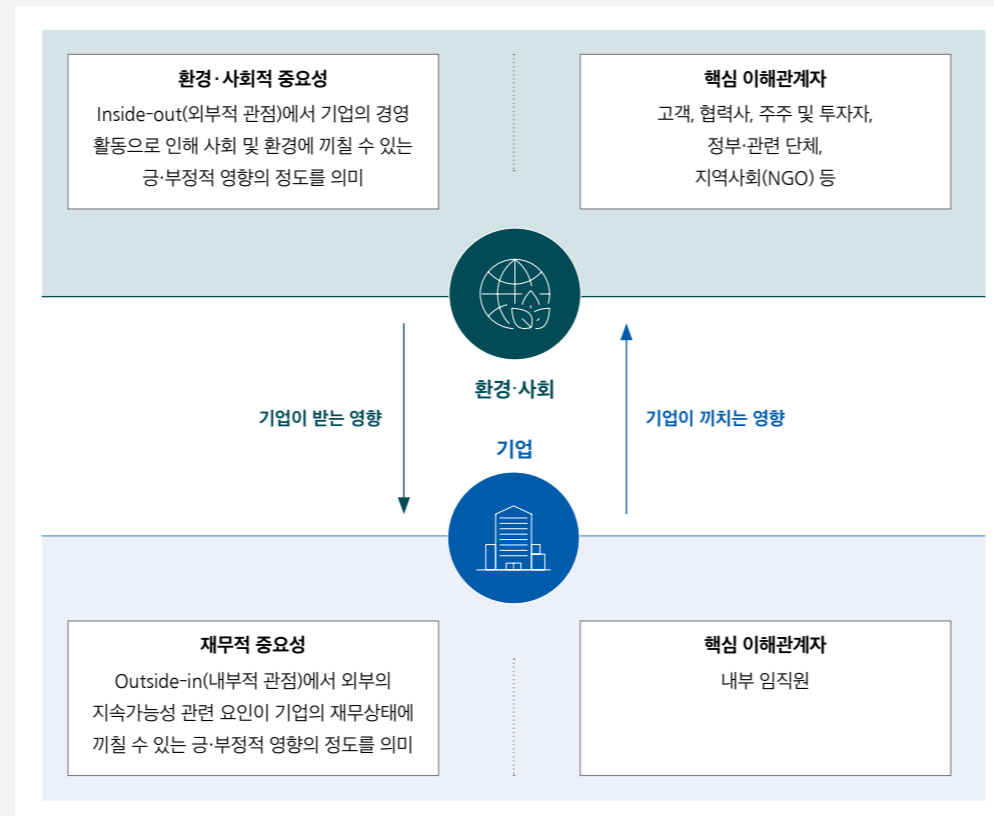 환경·사회적 중요성
Inside-out(외부적 관점)에서 기업의 경영
활동으로 인해 사회 및 환경에 끼칠 수 있는
긍·부정적 영향의 정도를 의미
핵심 이해관계자
고객, 협력사, 주주 및 투자자,
정부·관련 단체,
지역사회(NGO) 등
환경·사회
기업이 받는 영향
기업이 끼치는 영향
기업
재무적 중요성
Outside-in(내부적 관점)에서 외부의
지속가능성 관련 요인이 기업의 재무상태에
끼칠 수 있는 긍·부정적 영향의 정도를 의미
핵심 이해관계자
내부 임직원